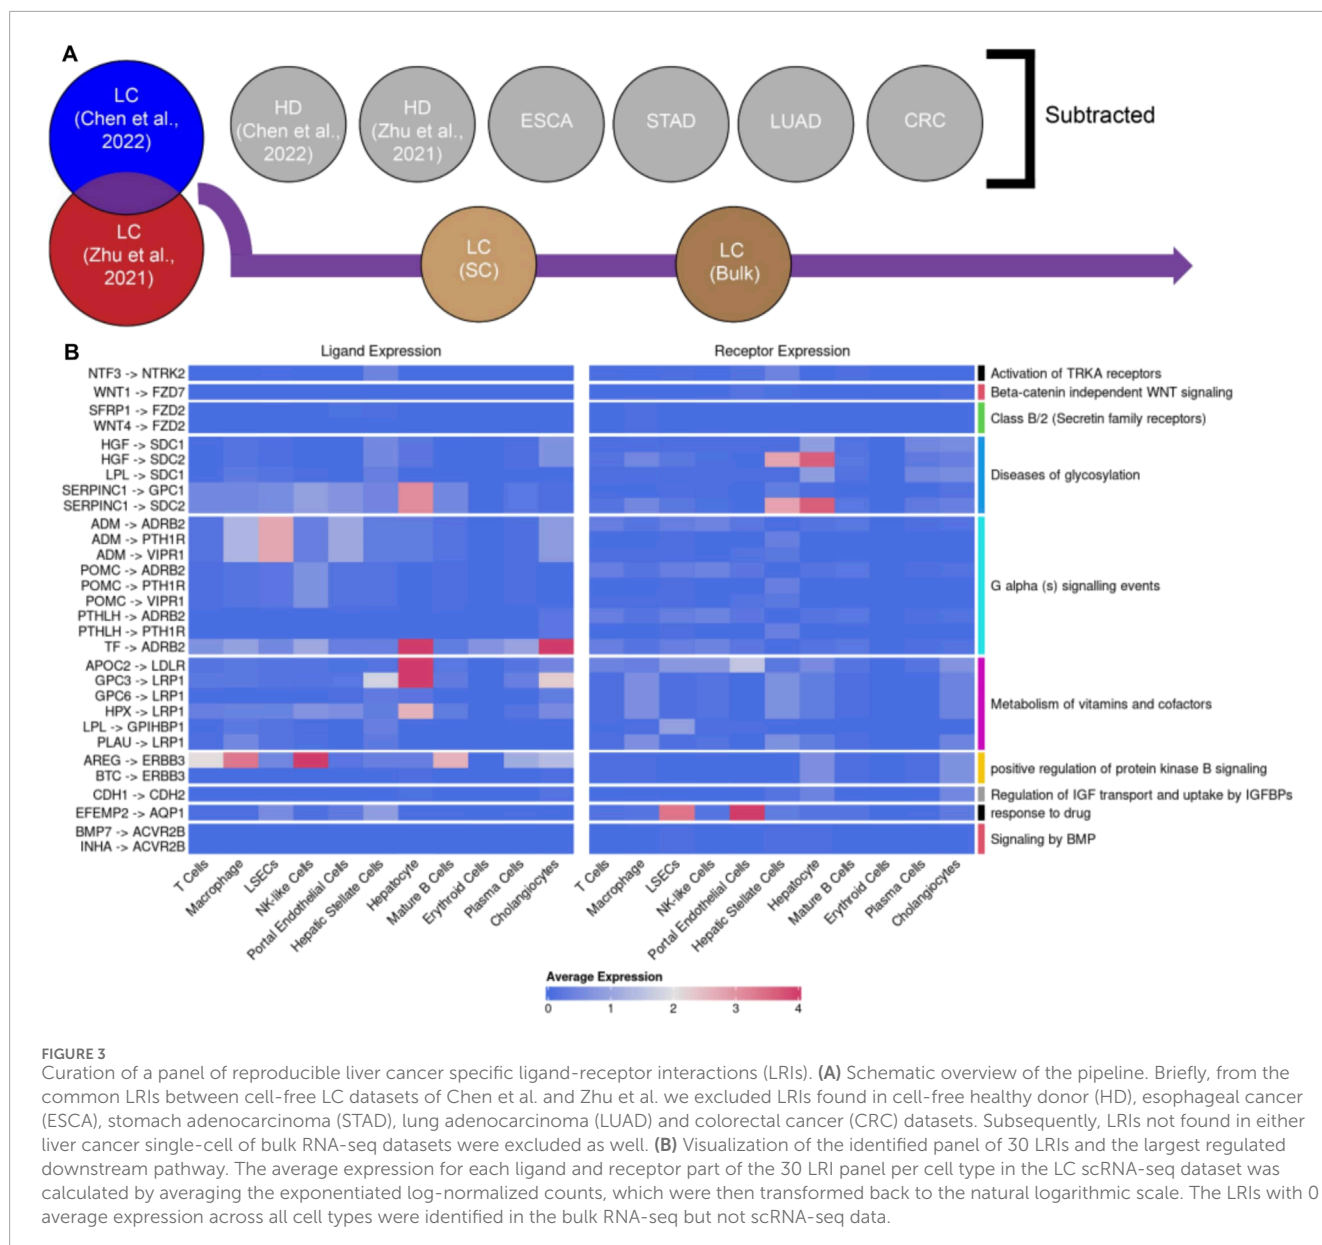 A
LC
(Chen et al.,
2022)
HD
(Chen et al.,
2022)
HD
(Zhu et al.,
2021)
ESCA
STAD
LUAD
CRC
Subtracted
LC
(Zhu et al.,
2021)
LC
(SC)
LC
(Bulk)
B
Ligand Expression
Receptor Expression
NTF3 -> NTRK2
Activation of TRKA receptors
WNT1 -> FZD7
Beta-catenin independent WNT signaling
SFRP1 -> FZD2
WNT4 -> FZD2
Class B/2 (Secretin family receptors)
HGF -> SDC1
HGF -> SDC2
LPL -> SDC1
SERPINC1 -> GPC1
SERPINC1 -> SDC2
Diseases of glycosylation
ADM -> ADRB2
ADM -> PTH1R
ADM -> VIPR1
POMC -> ADRB2
POMC -> PTH1R
POMC -> VIPR1
PTHLH -> ADRB2
PTHLH -> PTH1R
TF -> ADRB2
G alpha (s) signalling events
APOC2 -> LDLR
GPC3 -> LRP1
GPC6 -> LRP1
HPX -> LRP1
LPL -> GPIHBP1
PLAU -> LRP1
Metabolism of vitamins and cofactors
AREG -> ERBB3
BTC -> ERBB3
positive regulation of protein kinase B signaling
CDH1 -> CDH2
Regulation of IGF transport and uptake by IGFBPs
EFEMP2 -> AQP1
response to drug
BMP7 -> ACVR2B
INHA -> ACVR2B
Signaling by BMP
T Cells
Macrophage
LSECs
NK-like Cells
Portal Endothelial Cells
Hepatic Stellate Cells
Hepatocyte
Mature B Cells
Erythroid Cells
Plasma Cells
Cholangiocytes
T Cells
Macrophage
LSECs
NK-like Cells
Portal Endothelial Cells
Hepatic Stellate Cells
Hepatocyte
Mature B Cells
Erythroid Cells
Plasma Cells
Cholangiocytes
Average Expression
0 1 2 3 4
FIGURE 3
Curation of a panel of reproducible liver cancer specific ligand-receptor interactions (LRIs). (A) Schematic overview of the pipeline. Briefly, from the
common LRIs between cell-free LC datasets of Chen et al. and Zhu et al. we excluded LRIs found in cell-free healthy donor (HD), esophageal cancer
(ESCA), stomach adenocarcinoma (STAD), lung adenocarcinoma (LUAD) and colorectal cancer (CRC) datasets. Subsequently, LRIs not found in either
liver cancer single-cell of bulk RNA-seq datasets were excluded as well. (B) Visualization of the identified panel of 30 LRIs and the largest regulated
downstream pathway. The average expression for each ligand and receptor part of the 30 LRI panel per cell type in the LC scRNA-seq dataset was
calculated by averaging the exponentiated log-normalized counts, which were then transformed back to the natural logarithmic scale. The LRIs with 0
average expression across all cell types were identified in the bulk RNA-seq but not scRNA-seq data.